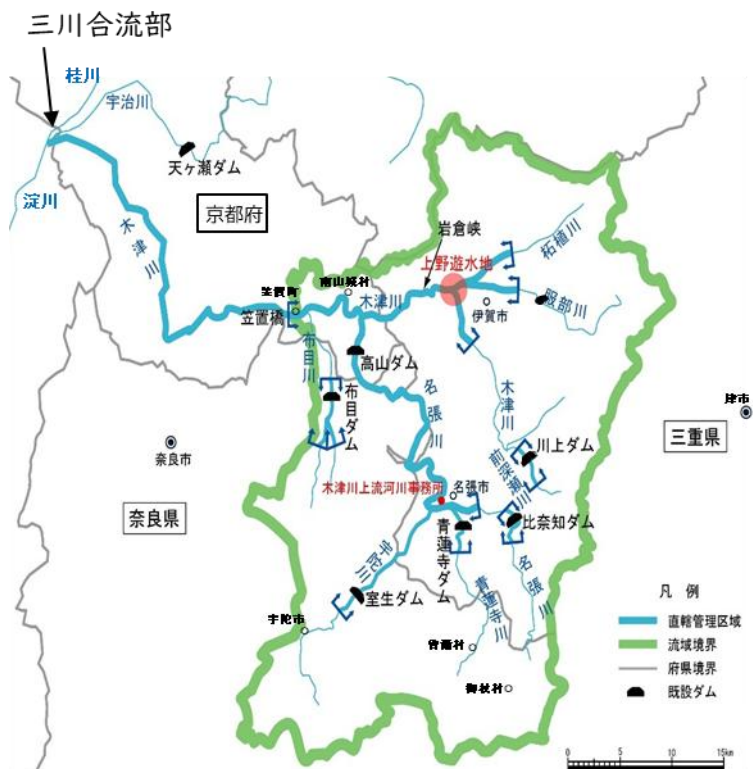 三川合流部
桂川
宇治川
天ヶ瀬ダム
淀川
京都府
木津川
岩倉峡
上野遊水地
柘植川
服部川
伊賀市
南山城村
笠置町
木津川
笠置橋
布目川
高山ダム
名張川
布目ダム
木津川
川上ダム
前深瀬川
津市
三重県
奈良市
奈良県
木津川上流河川事務所
名張市
比奈知ダム
青蓮寺ダム
宇陀川
室生ダム
青蓮寺川
名張川
宇陀市
曽爾村
御杖村
凡 例
直轄管理区域
流域境界
府県境界
既設ダム
0 5 10 15km